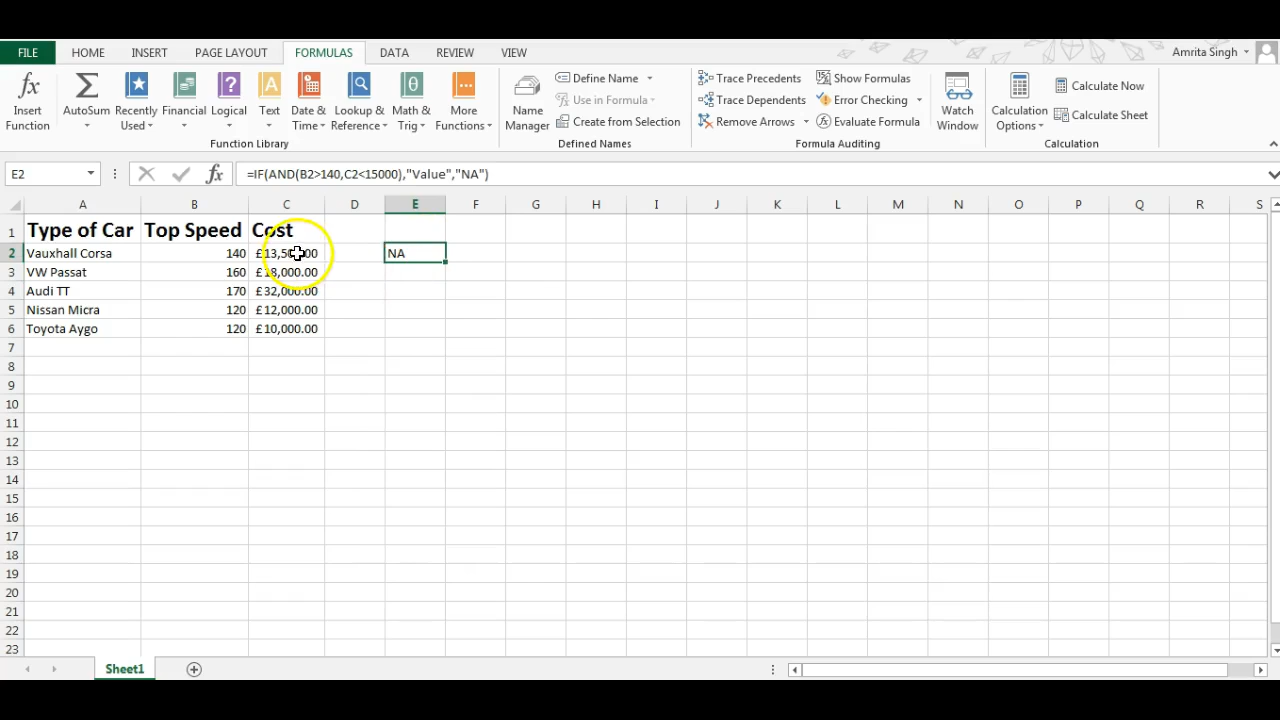 FILE HOME INSERT PAGE LAYOUT FORMULAS DATA REVIEW VIEW Amrita Singh
fx Σ ? A θ
Insert Function AutoSum Recently Used Financial Logical Text Date & Time Lookup & Reference Math & Trig More Functions
Function Library
Name Manager Define Name Use in Formula Create from Selection
Defined Names
Trace Precedents Trace Dependents Remove Arrows Show Formulas Error Checking Evaluate Formula
Formula Auditing
Watch Window
Calculation Options Calculate Now Calculate Sheet
Calculation
E2 fx =IF(AND(B2>140,C2<15000),"Value","NA")
A B C D E F G H I J K L M N O P Q R S
1 Type of Car Top Speed Cost
2 Vauxhall Corsa 140 NA
3 VW Passat 160 £18,000.00
4 Audi TT 170 £32,000.00
5 Nissan Micra 120 £12,000.00
6 Toyota Aygo 120 £10,000.00
7
8
9
10
11
12
13
14
15
16
17
18
19
20
21
22
23
Sheet1